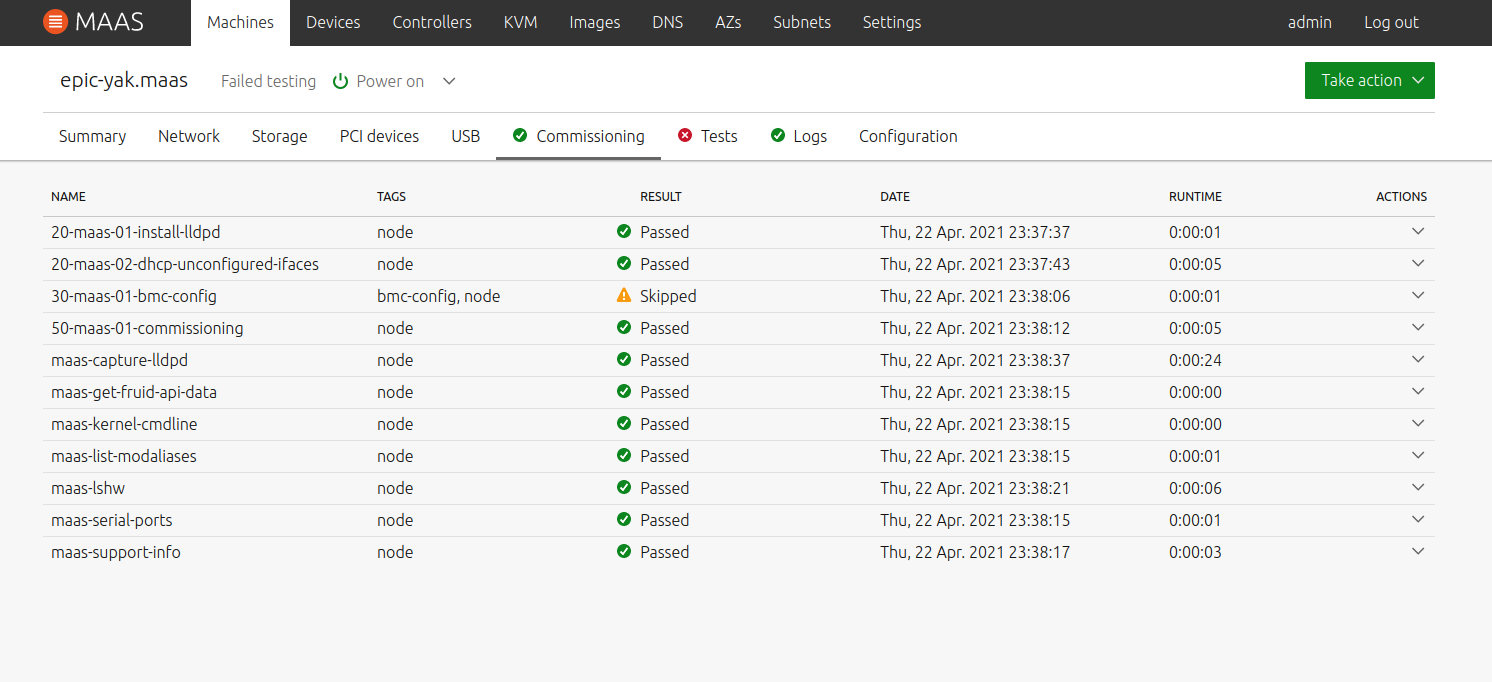 MAAS Machines Devices Controllers KVM Images DNS AZs Subnets Settings admin Log out
epic-yak.maas Failed testing Power on Take action
Summary Network Storage PCI devices USB Commissioning Tests Logs Configuration
NAME TAGS RESULT DATE RUNTIME ACTIONS
20-maas-01-install-lldpd node Passed Thu, 22 Apr. 2021 23:37:37 0:00:01
20-maas-02-dhcp-unconfigured-ifaces node Passed Thu, 22 Apr. 2021 23:37:43 0:00:05
30-maas-01-bmc-config bmc-config, node Skipped Thu, 22 Apr. 2021 23:38:06 0:00:01
50-maas-01-commissioning node Passed Thu, 22 Apr. 2021 23:38:12 0:00:05
maas-capture-lldpd node Passed Thu, 22 Apr. 2021 23:38:37 0:00:24
maas-get-fruid-api-data node Passed Thu, 22 Apr. 2021 23:38:15 0:00:00
maas-kernel-cmdline node Passed Thu, 22 Apr. 2021 23:38:15 0:00:00
maas-list-modaliases node Passed Thu, 22 Apr. 2021 23:38:15 0:00:01
maas-lshw node Passed Thu, 22 Apr. 2021 23:38:21 0:00:06
maas-serial-ports node Passed Thu, 22 Apr. 2021 23:38:15 0:00:01
maas-support-info node Passed Thu, 22 Apr. 2021 23:38:17 0:00:03